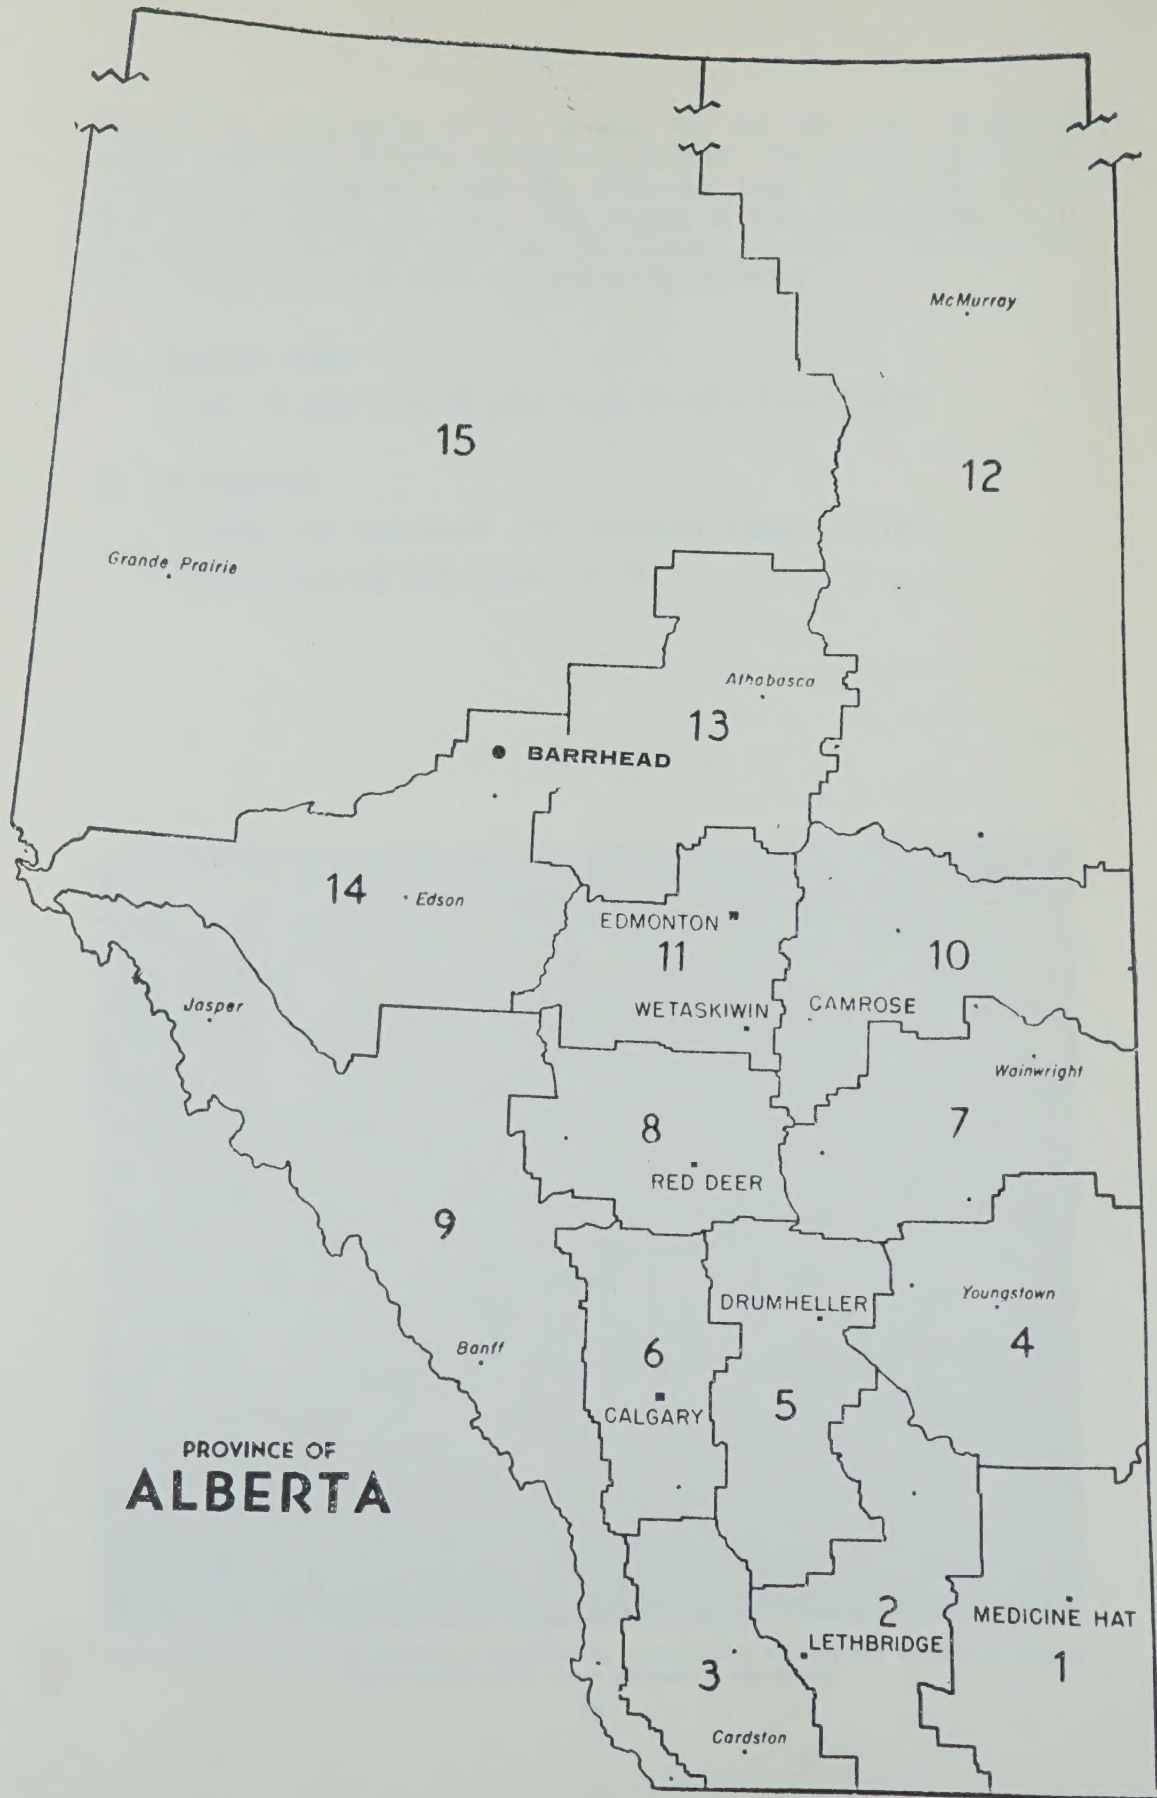 McMurray
15
12
Grande Prairie
Athabasca
13
BARRHEAD
14
Edson
EDMONTON
11
10
Jasper
WETASKIWIN
CAMROSE
Wainwright
8
7
RED DEER
9
DRUMHELLER
Youngstown
6
4
Banff
5
CALGARY
PROVINCE OF
ALBERTA
2
MEDICINE HAT
LETHBRIDGE
3
1
Cardston